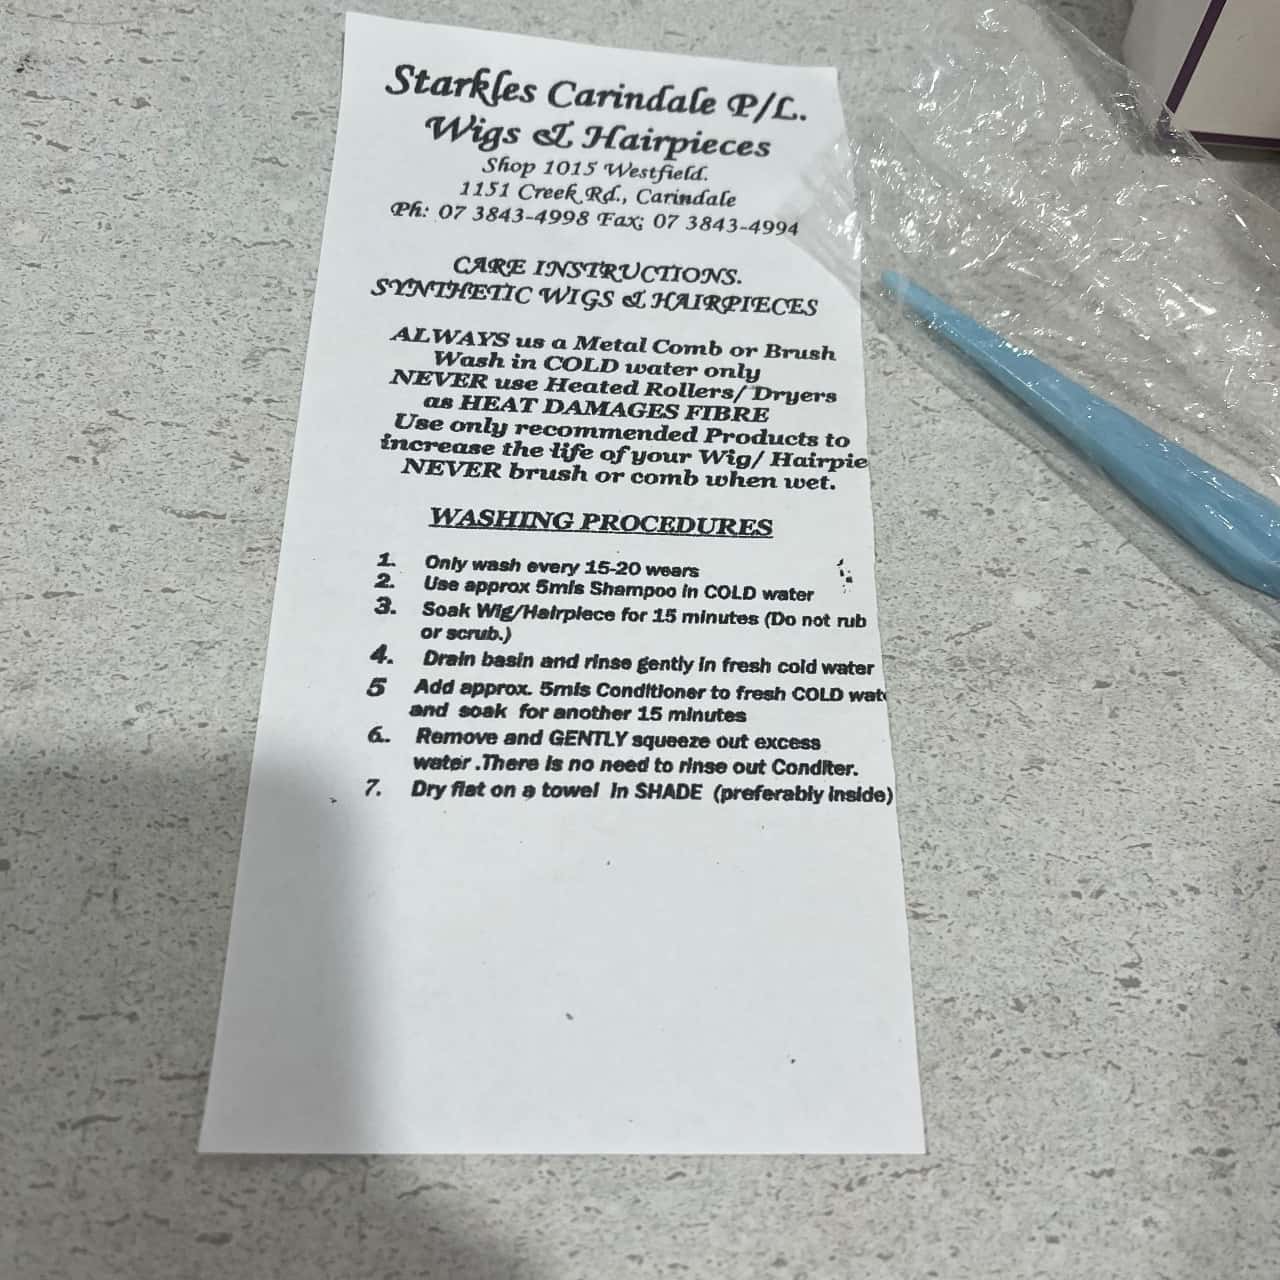 Starkles Carindale P/L.
Wigs & Hairpieces
Shop 1015 Westfield.
1151 Creek Rd., Carindale
Ph: 07 3843-4998 Fax; 07 3843-4994
CARE INSTRUCTIONS.
SYNTHETIC WIGS & HAIRPIECES
ALWAYS us a Metal Comb or Brush
Wash in COLD water only
NEVER use Heated Rollers/ Dryers
as HEAT DAMAGES FIBRE
Use only recommended Products to
increase the life of your Wig/ Hairpie
NEVER brush or comb when wet.
WASHING PROCEDURES
1. Only wash every 15-20 wears
2. Use approx 5mls Shampoo in COLD water
3. Soak Wig/Hairpiece for 15 minutes (Do not rub
or scrub.)
4. Drain basin and rinse gently in fresh cold water
5 Add approx. 5mls Conditioner to fresh COLD wate
and soak for another 15 minutes
6. Remove and GENTLY squeeze out excess
water .There is no need to rinse out Conditer.
7. Dry flat on a towel in SHADE (preferably inside)